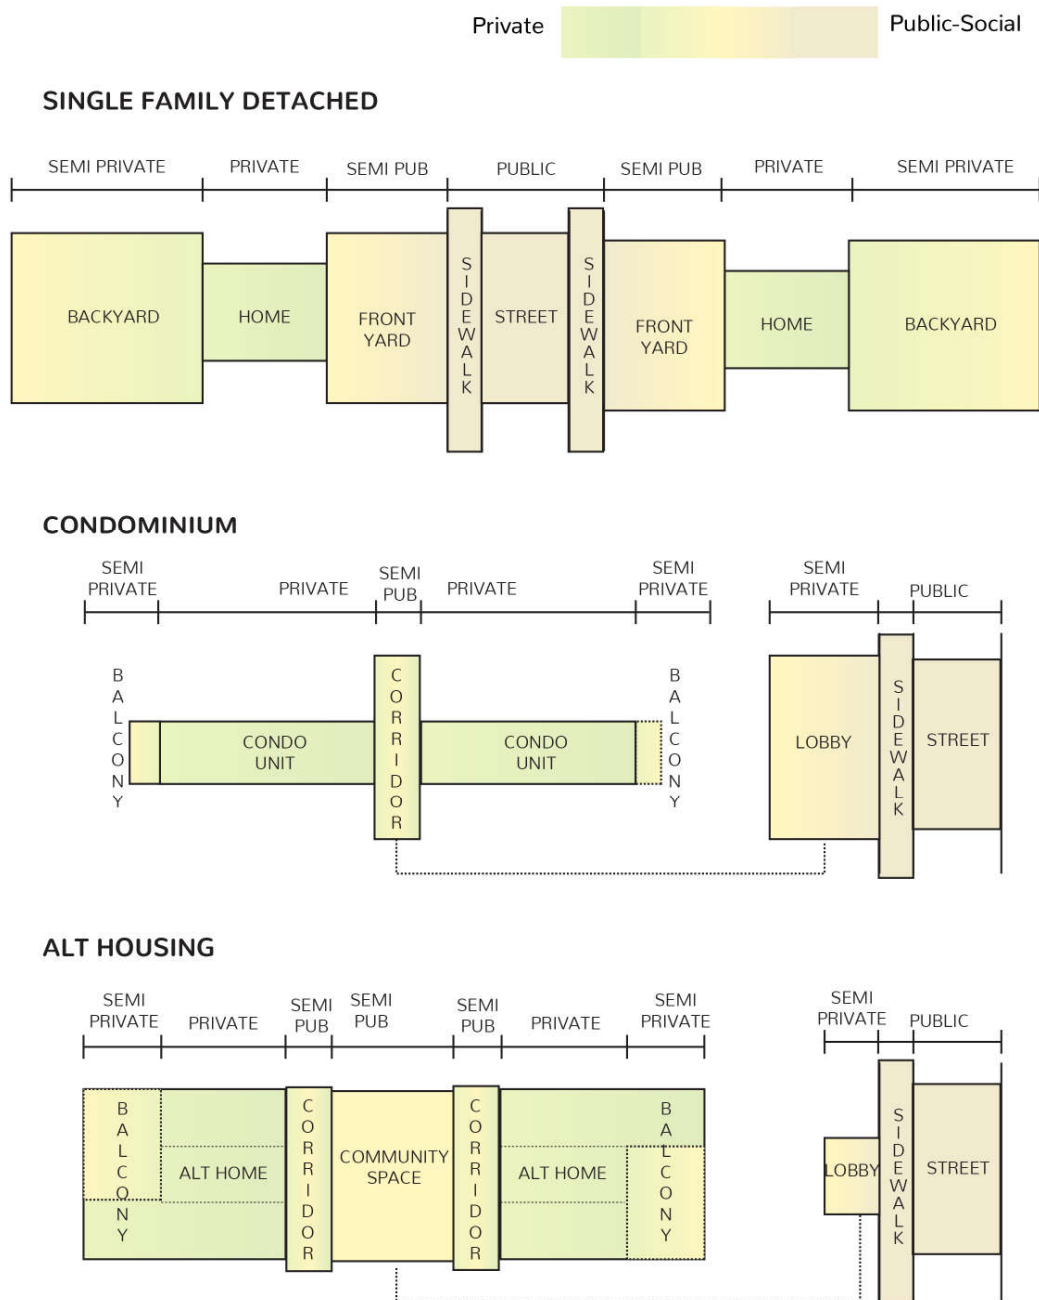 Private
Public-Social
SINGLE FAMILY DETACHED
SEMI PRIVATE
PRIVATE
SEMI PUB
PUBLIC
SEMI PUB
PRIVATE
SEMI PRIVATE
BACKYARD
HOME
FRONT
YARD
SIDEWALK
STREET
SIDEWALK
FRONT
YARD
HOME
BACKYARD
CONDOMINIUM
SEMI
PRIVATE
PRIVATE
SEMI
PUB
PRIVATE
SEMI
PRIVATE
SEMI
PRIVATE
PUBLIC
BALCONY
CONDO
UNIT
CORRIDOR
CONDO
UNIT
BALCONY
LOBBY
SIDEWALK
STREET
ALT HOUSING
SEMI
PRIVATE
PRIVATE
SEMI
PUB
SEMI
PUB
SEMI
PUB
PRIVATE
SEMI
PRIVATE
SEMI
PRIVATE
PUBLIC
BALCONY
ALT HOME
CORRIDOR
COMMUNITY
SPACE
CORRIDOR
ALT HOME
BALCONY
LOBBY
SIDEWALK
STREET